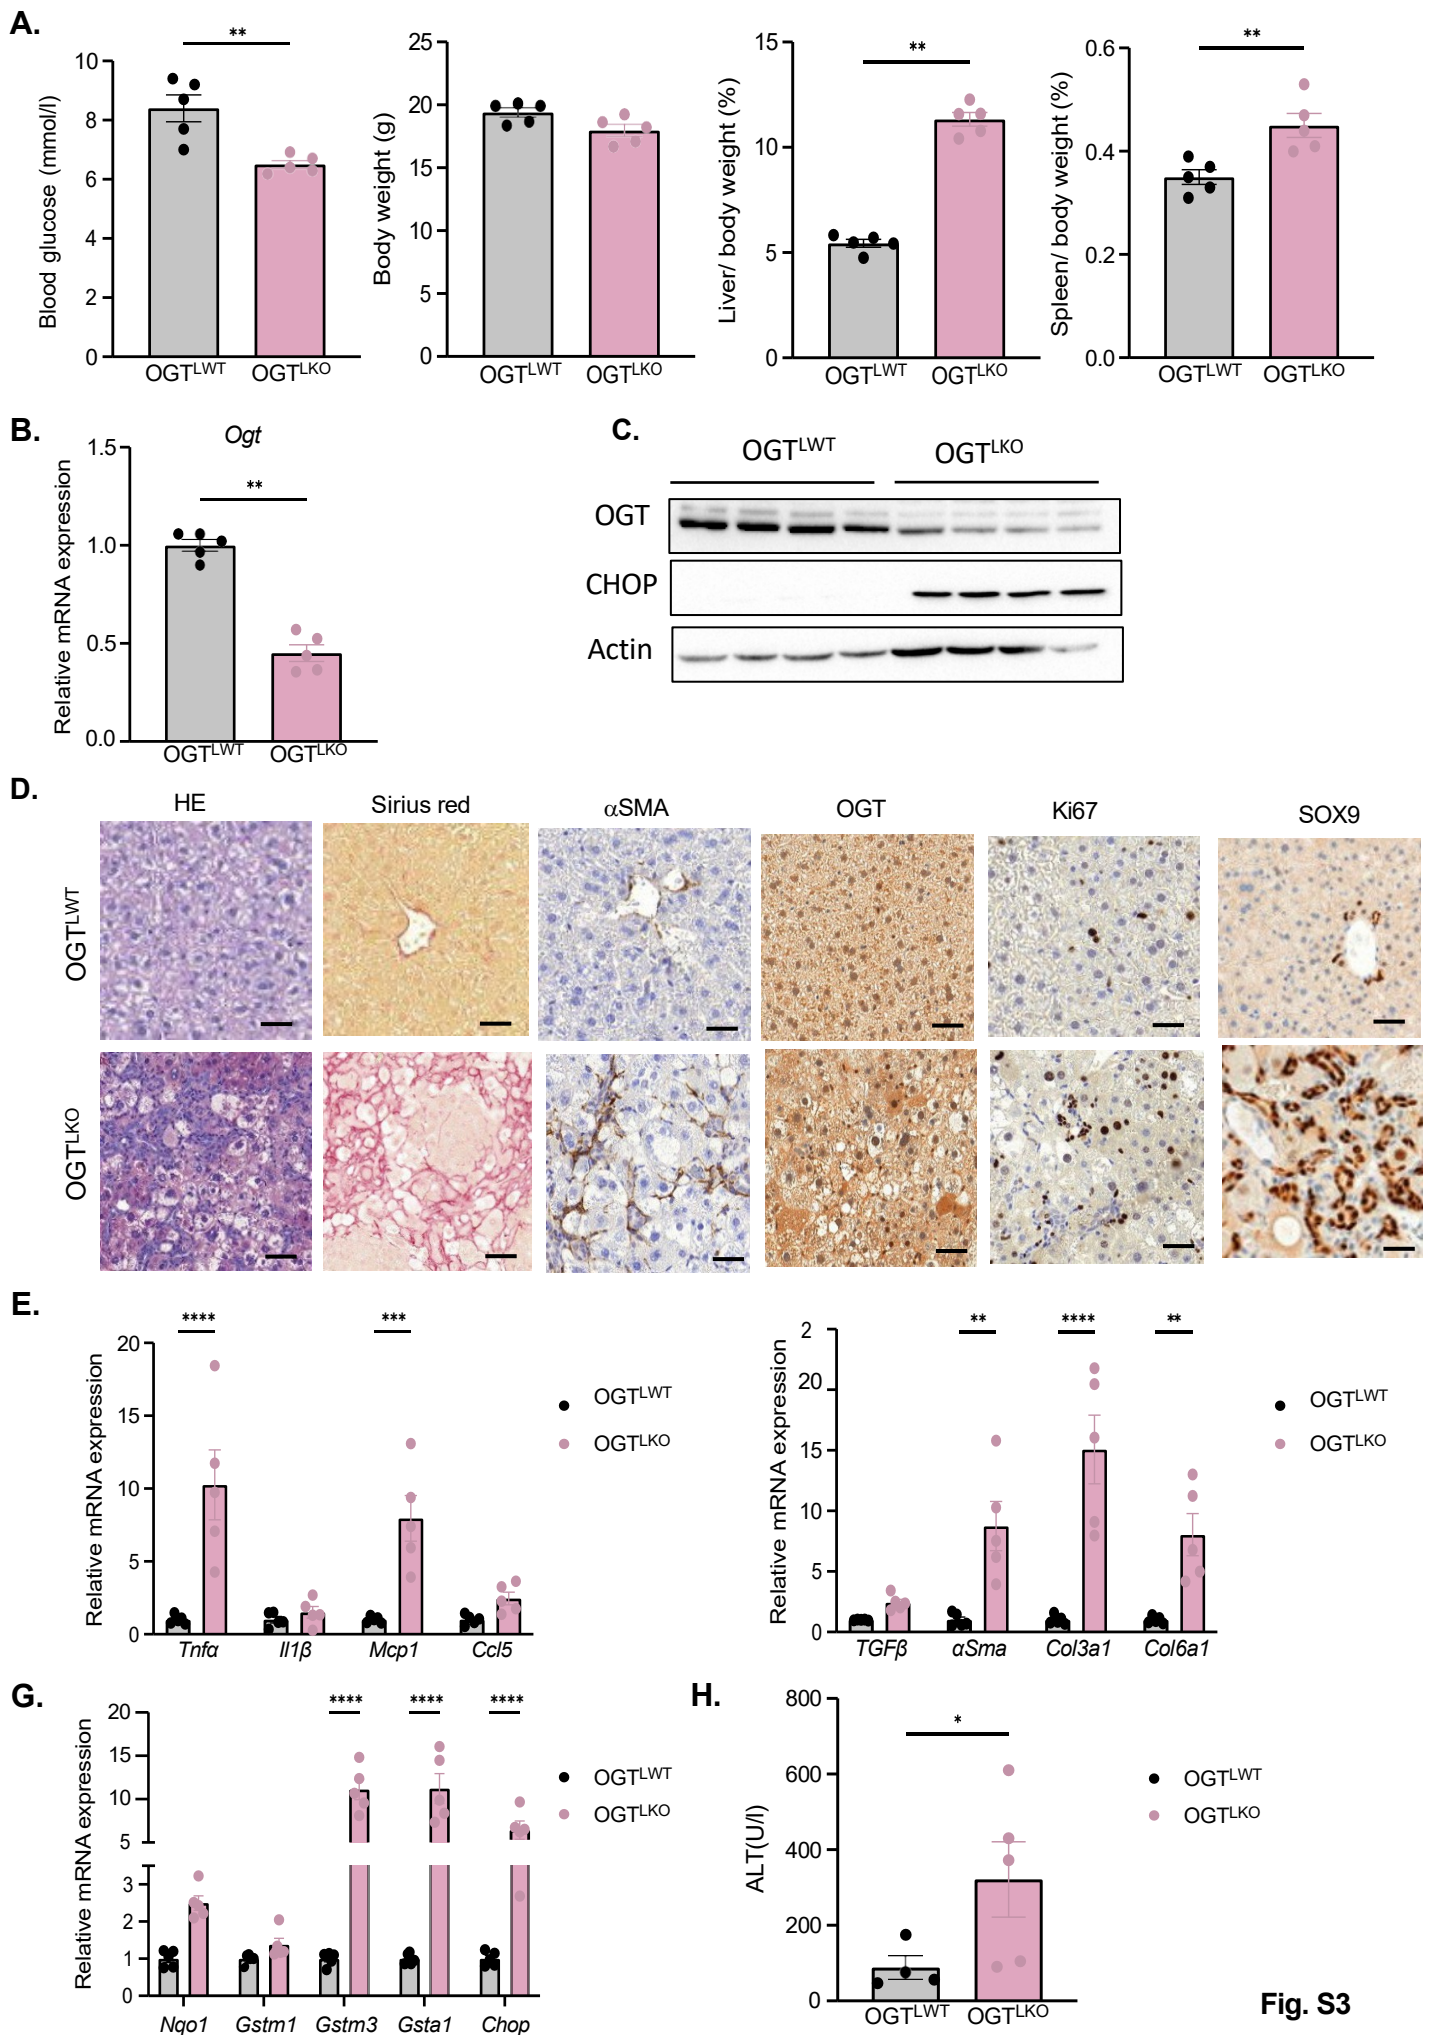 A.
** ** **
10 8 6 4 2 0
Blood glucose (mmol/l)
OGTLWT OGTLKO
25 20 15 10 5 0
Body weight (g)
OGTLWT OGTLKO
15 10 5 0
Liver/ body weight (%)
OGTLWT OGTLKO
0.6 0.4 0.2 0.0
Spleen/ body weight (%)
OGTLWT OGTLKO
B.
Ogt
**
1.5 1.0 0.5 0.0
Relative mRNA expression
OGTLWT OGTLKO
C.
OGTLWT OGTLKO
OGT
CHOP
Actin
D.
HE Sirius red αSMA OGT Ki67 SOX9
OGTLWT
OGTLKO
E.
**** ***
20 15 10 5 0
Relative mRNA expression
Tnfα Il1β Mcp1 Ccl5
OGTLWT
OGTLKO
** **** **
2 20 15 10 5 0
Relative mRNA expression
TGFβ αSma Col3a1 Col6a1
OGTLWT
OGTLKO
G.
**** **** ****
20 15 10 5 3 2 1 0
Relative mRNA expression
Nqo1 Gstm1 Gstm3 Gsta1 Chop
OGTLWT
OGTLKO
H.
*
800 600 400 200 0
ALT(U/l)
OGTLWT OGTLKO
OGTLWT
OGTLKO
Fig. S3